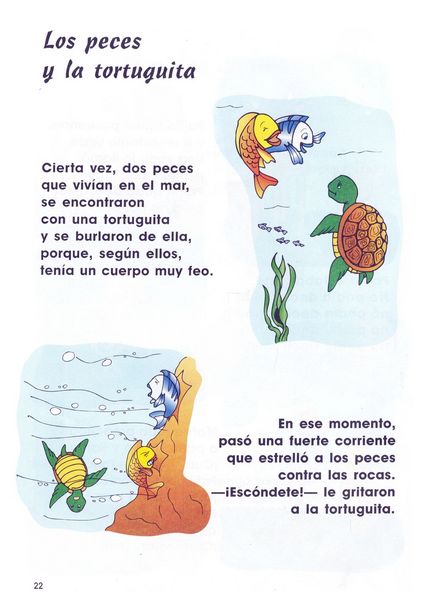 Los peces
y la tortuguita
Cierta vez, dos peces
que vivían en el mar,
se encontraron
con una tortuguita
y se burlaron de ella,
porque, según ellos,
tenía un cuerpo muy feo.
En ese momento,
pasó una fuerte corriente
que estrelló a los peces
contra las rocas.
—¡Escóndete!— le gritaron
a la tortuguita.
22